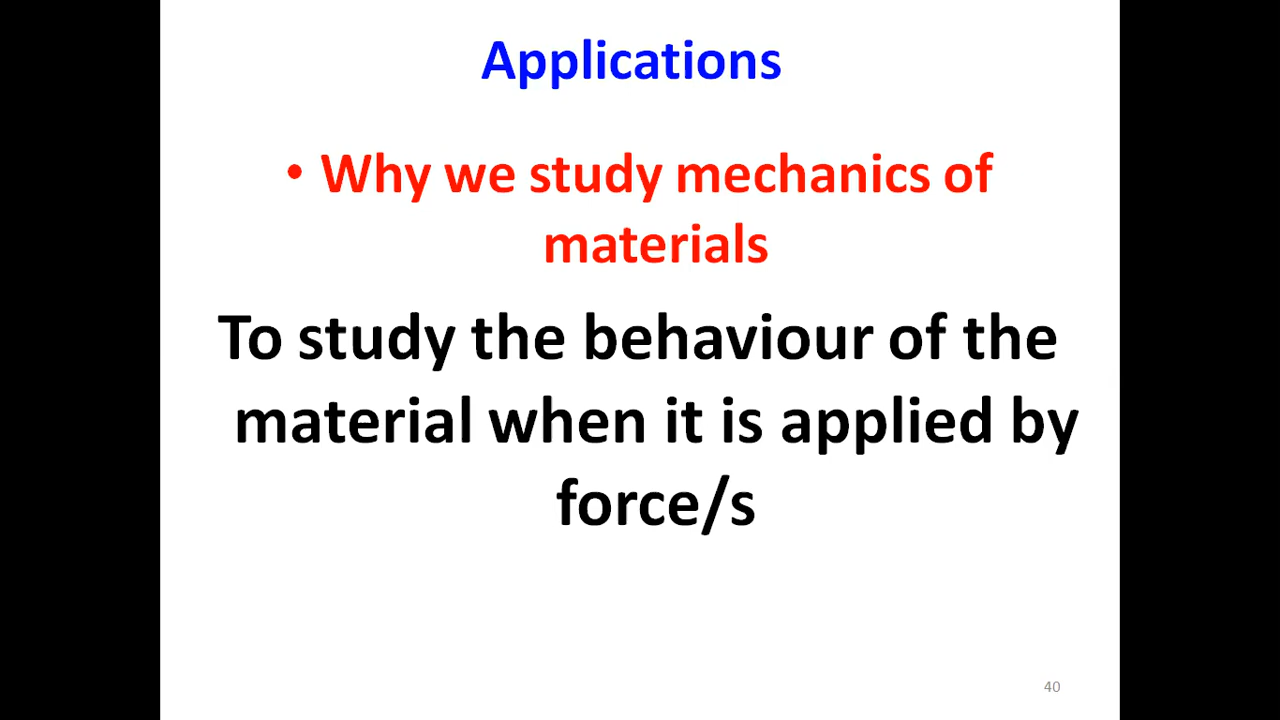 Applications
• Why we study mechanics of
materials
To study the behaviour of the
material when it is applied by
force/s
40